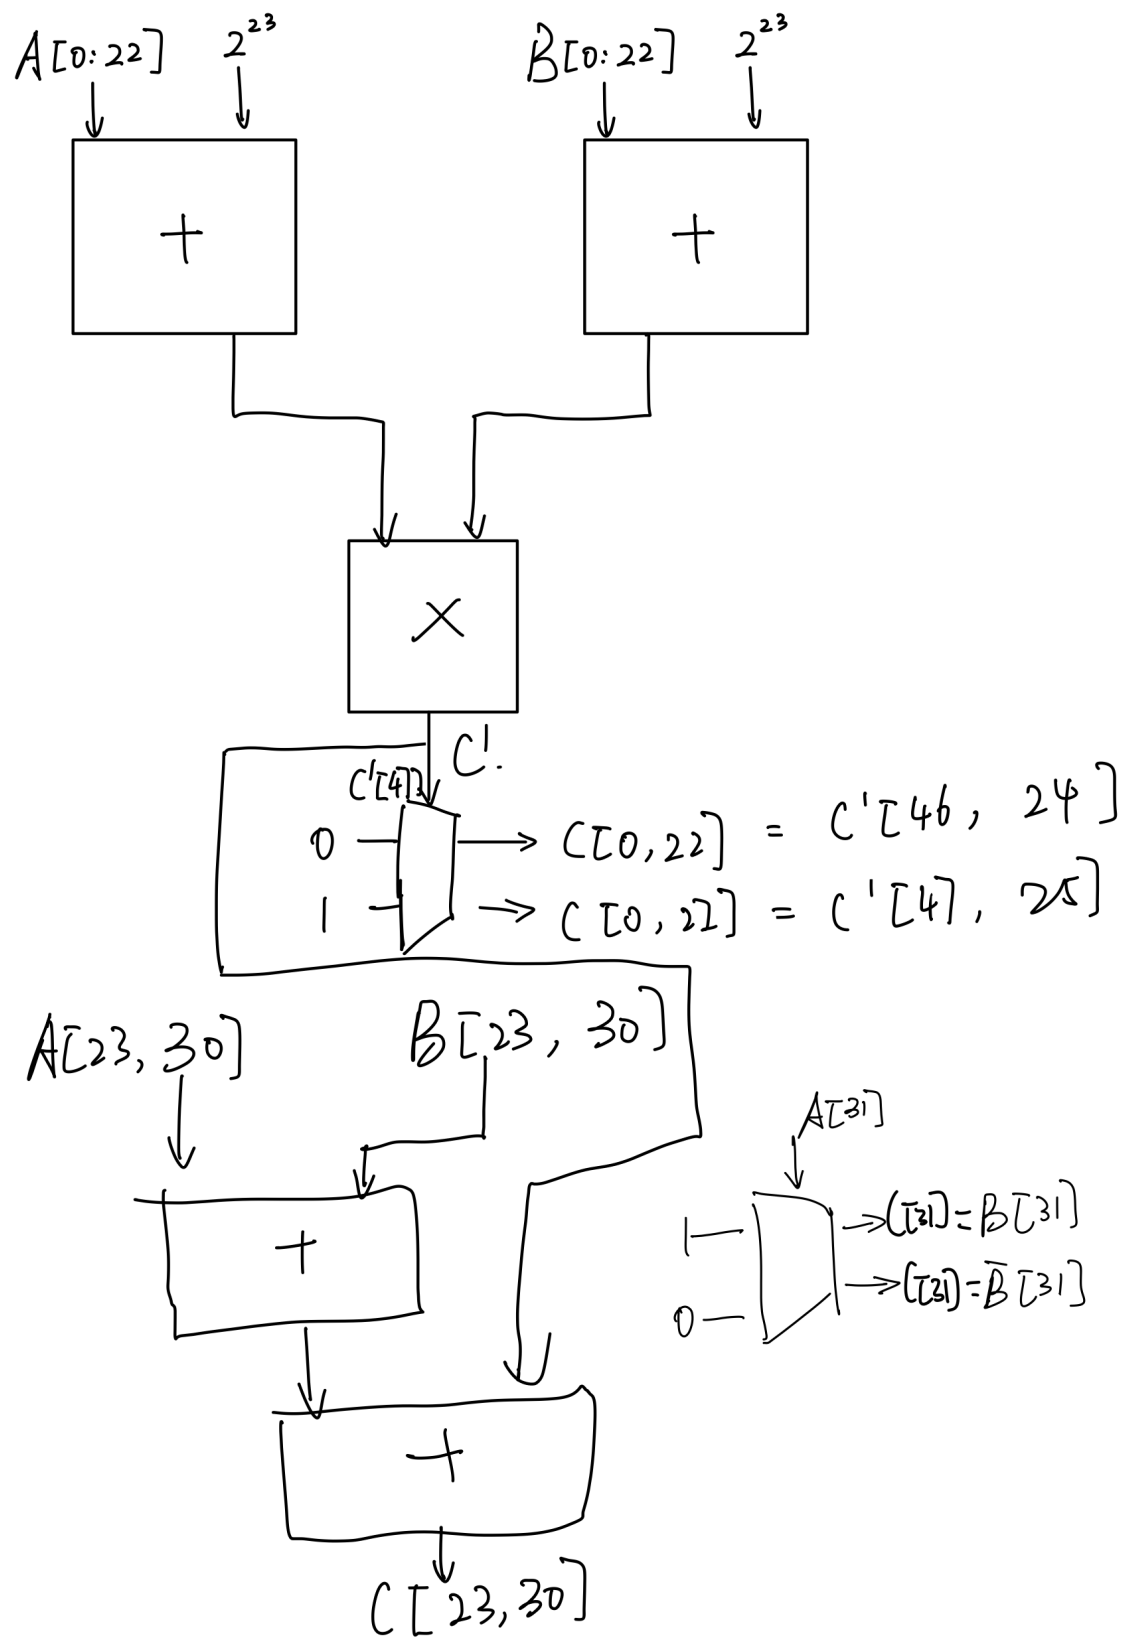 A[0:22] 2^23 B[0:22] 2^23
+ +
×
C'
C'[47]
0 C[0,22] = C'[46, 24]
1 C[0,22] = C'[47, 25]
A[23,30] B[23,30]
A[31]
1 C[31]=B[31]
+
0 C[31]=B̄[31]
+
C[23,30]